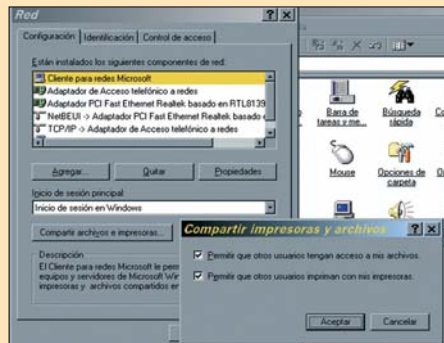 Red
Configuración Identificación Control de acceso
Están instalados los siguientes componentes de red:
Cliente para redes Microsoft
Adaptador de Acceso telefónico a redes
Adaptador PCI Fast Ethernet Realtek basado en RTL8139
NetBEUI -> Adaptador PCI Fast Ethernet Realtek basado e
TCP/IP -> Adaptador de Acceso telefónico a redes
Agregar... Quitar Propiedades
Inicio de sesión principal:
Inicio de sesión en Windows
Compartir archivos e impresoras...
Descripción
El Cliente para redes Microsoft le perm
equipos y servidores de Microsoft Win
impresoras y archivos compartidos en
Barra de tareas y me...
Búsqueda rápida
Mouse
Opciones de carpeta
Compartir impresoras y archivos
Permitir que otros usuarios tengan acceso a mis archivos.
Permitir que otros usuarios impriman con mis impresoras.
Aceptar Cancelar